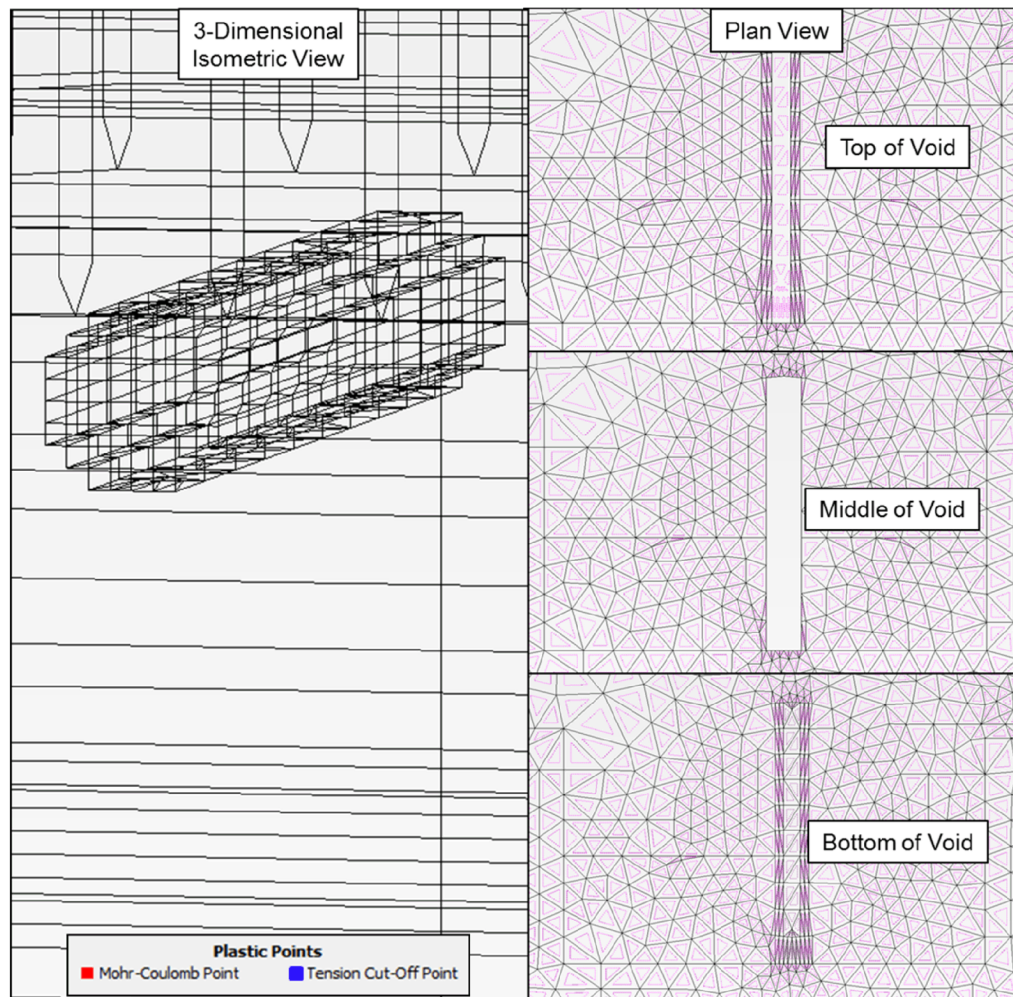 3-Dimensional
Isometric View
Plan View
Top of Void
Middle of Void
Bottom of Void
Plastic Points
Mohr-Coulomb Point
Tension Cut-Off Point